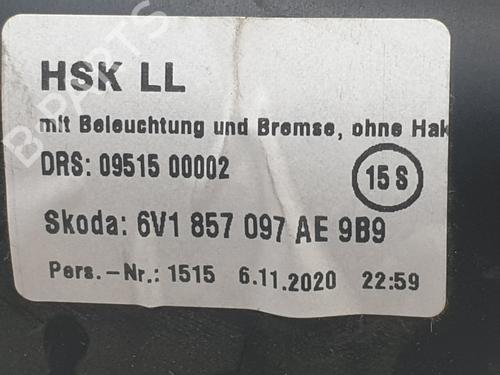 HSK LL
mit Beleuchtung und Bremse, ohne Hak
DRS: 09515 00002
15 S
Skoda: 6V1 857 097 AE 9B9
Pers.-Nr.: 1515 6.11.2020 22:59
B-PARTS